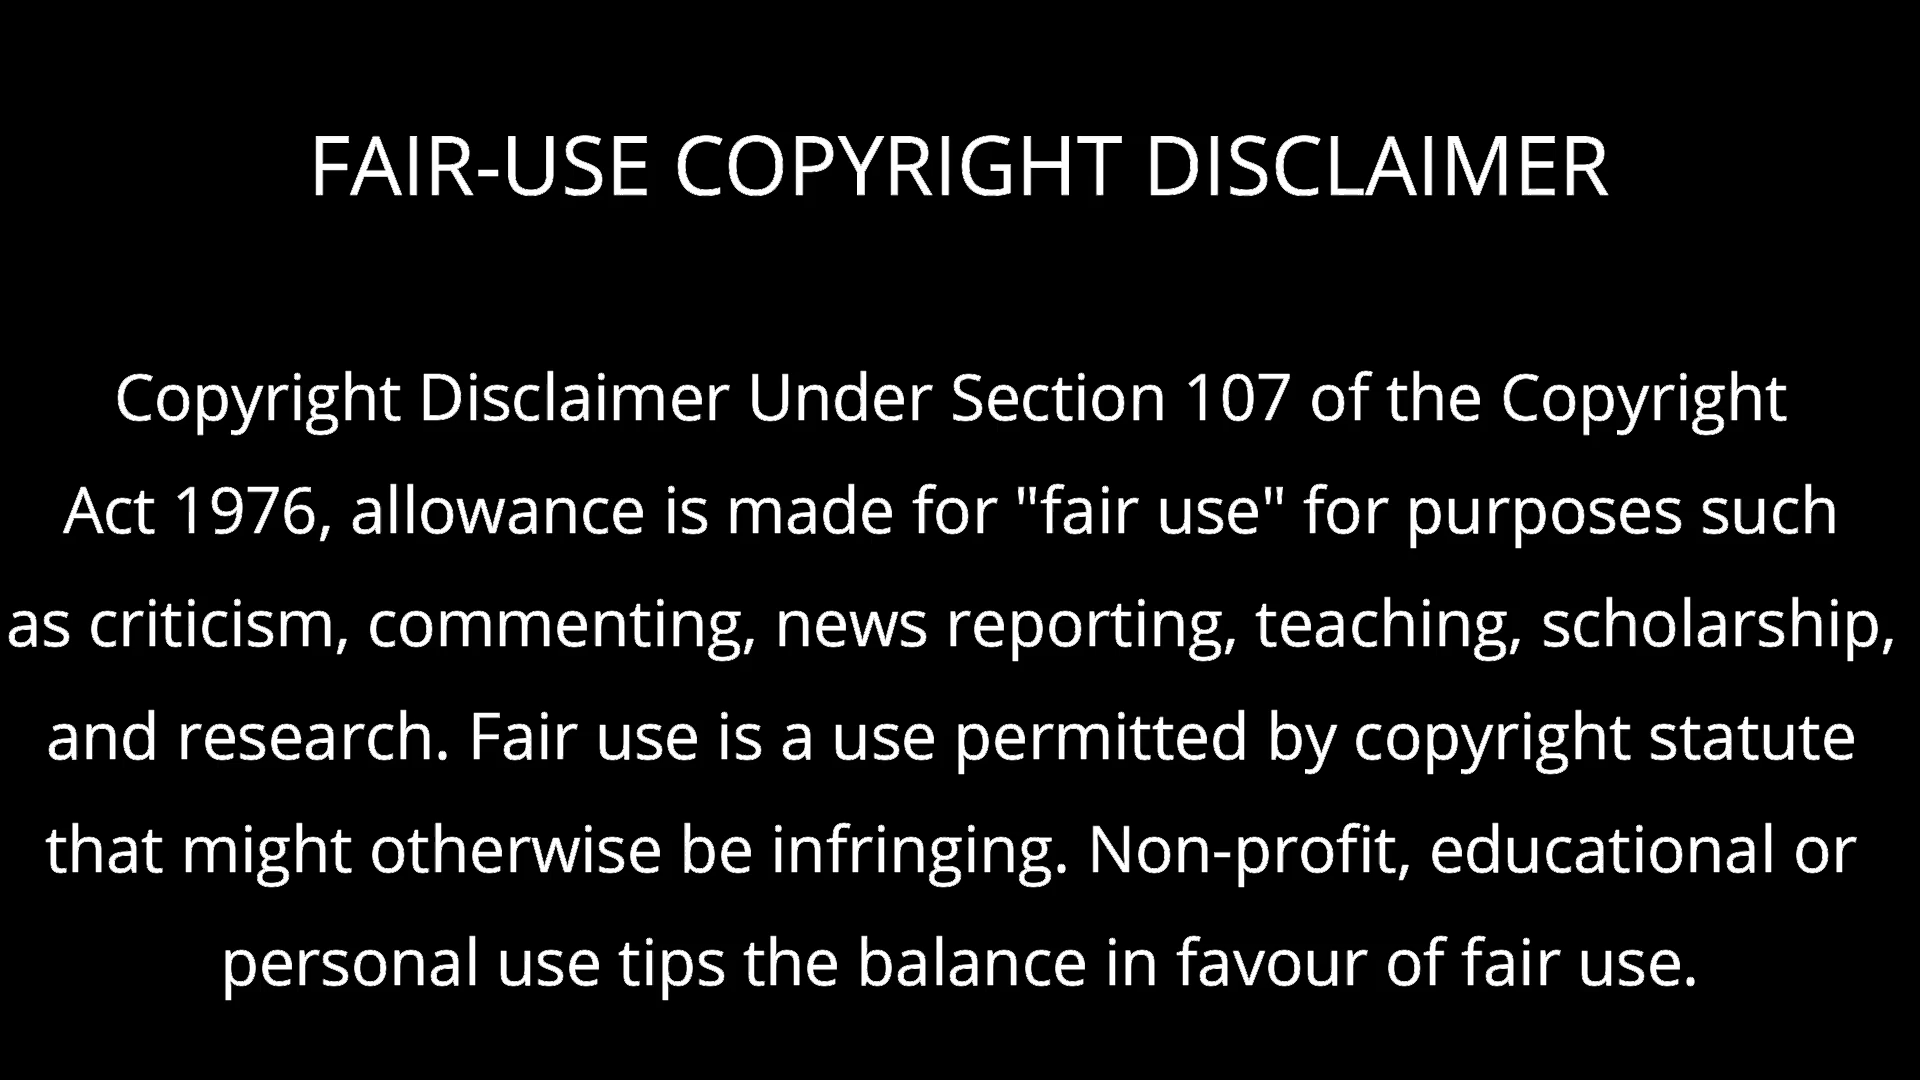 FAIR-USE COPYRIGHT DISCLAIMER
Copyright Disclaimer Under Section 107 of the Copyright
Act 1976, allowance is made for "fair use" for purposes such
as criticism, commenting, news reporting, teaching, scholarship,
and research. Fair use is a use permitted by copyright statute
that might otherwise be infringing. Non-profit, educational or
personal use tips the balance in favour of fair use.